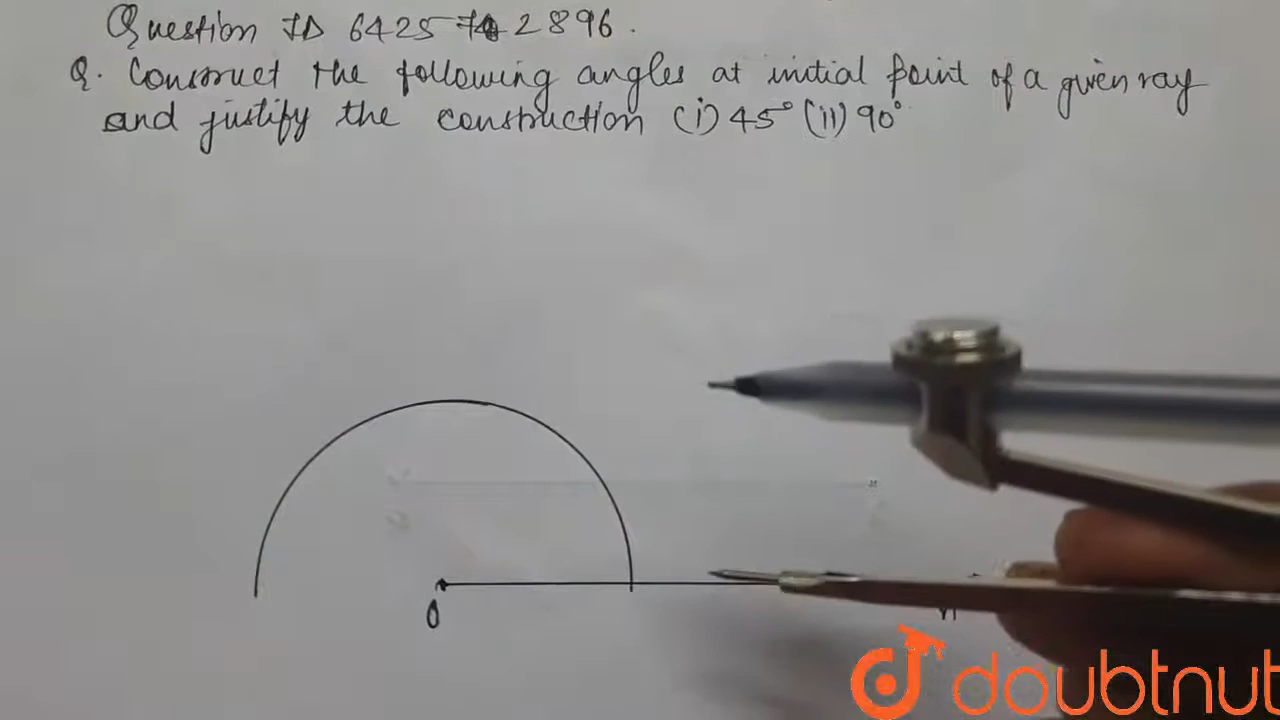 Question ID 6425 2896.
Q. Construct the following angles at initial point of a given ray
and justify the construction (i) 45° (ii) 90°
O
doubtnut